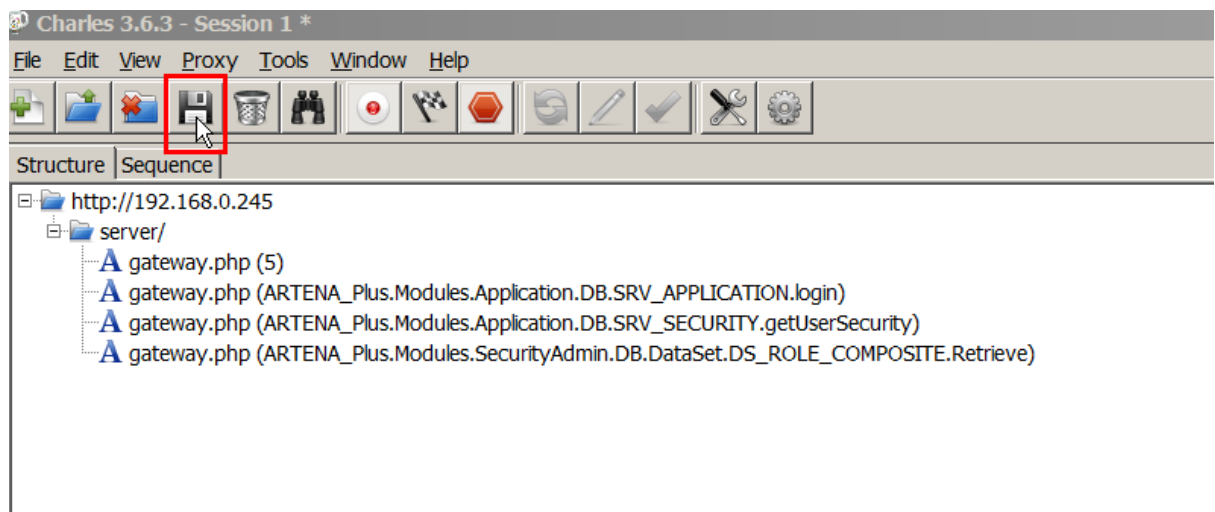 Charles 3.6.3 - Session 1 *
File Edit View Proxy Tools Window Help
Structure Sequence
http://192.168.0.245
server/
gateway.php (5)
gateway.php (ARTENA_Plus.Modules.Application.DB.SRV_APPLICATION.login)
gateway.php (ARTENA_Plus.Modules.Application.DB.SRV_SECURITY.getUserSecurity)
gateway.php (ARTENA_Plus.Modules.SecurityAdmin.DB.DataSet.DS_ROLE_COMPOSITE.Retrieve)